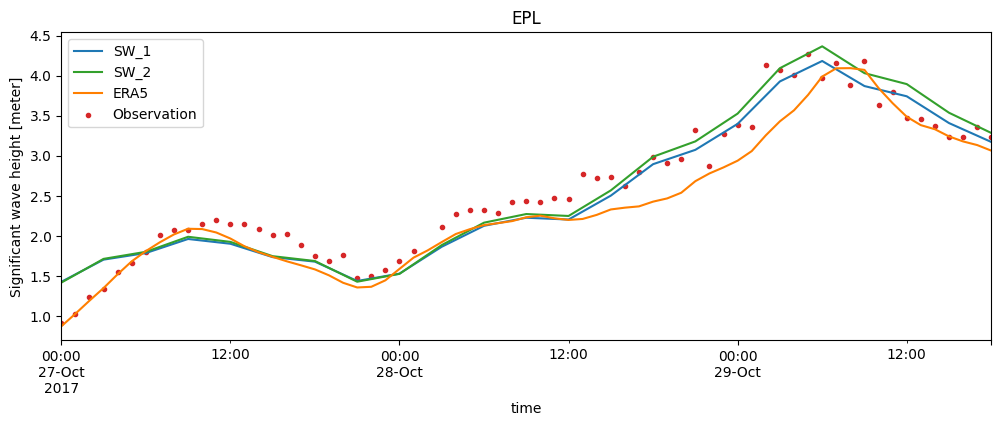 EPL
Significant wave height [meter]
4.5
4.0
3.5
3.0
2.5
2.0
1.5
1.0
SW_1
SW_2
ERA5
Observation
00:00 12:00 00:00 12:00 00:00 12:00
27-Oct 28-Oct 29-Oct
2017
time